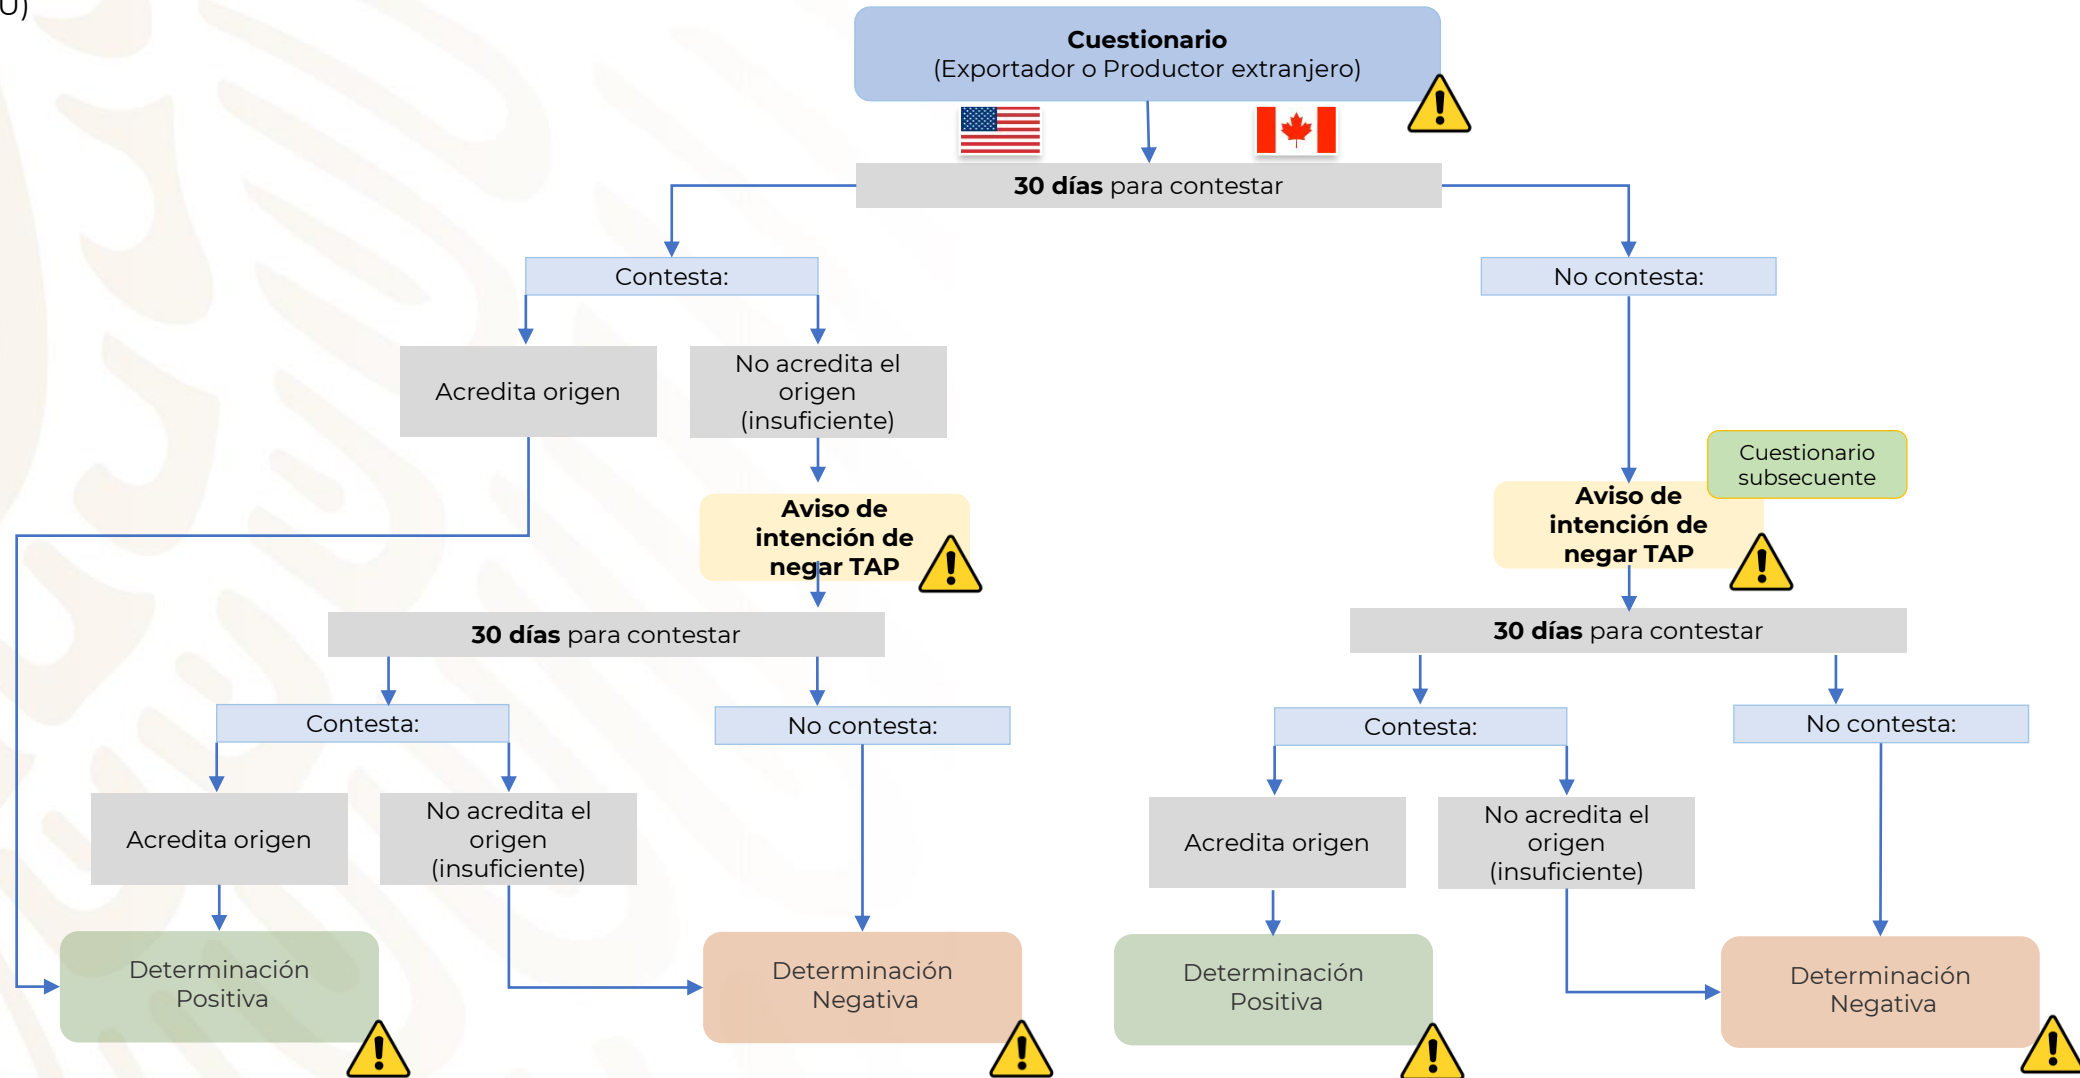 U)
Cuestionario
(Exportador o Productor extranjero)
30 días para contestar
Contesta:
No contesta:
Acredita origen
No acredita el
origen
(insuficiente)
Cuestionario
subsecuente
Aviso de
intención de
negar TAP
Aviso de
intención de
negar TAP
30 días para contestar
30 días para contestar
Contesta:
No contesta:
Contesta:
No contesta:
Acredita origen
No acredita el
origen
(insuficiente)
Acredita origen
No acredita el
origen
(insuficiente)
Determinación
Positiva
Determinación
Negativa
Determinación
Positiva
Determinación
Negativa